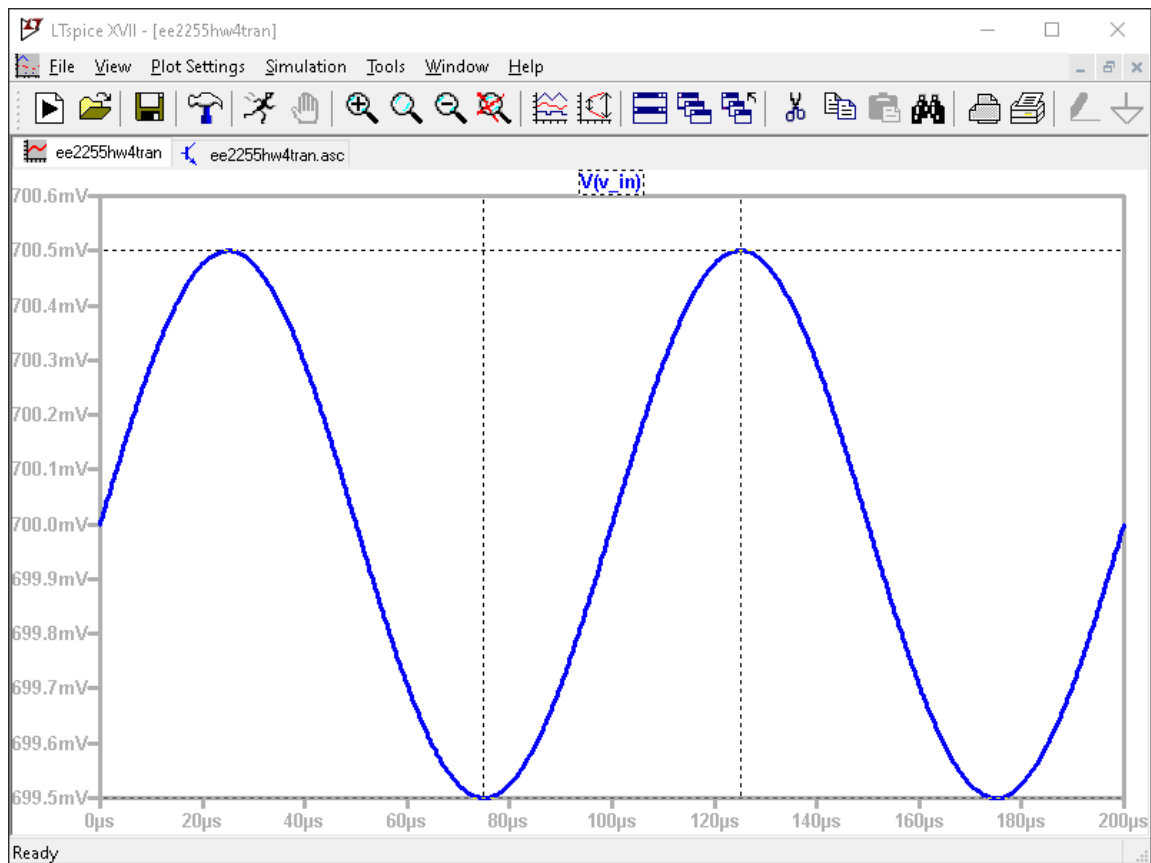 LTspice XVII - [ee2255hw4tran]
File View Plot Settings Simulation Tools Window Help
ee2255hw4tran ee2255hw4tran.asc
V(v_in)
700.6mV
700.5mV
700.4mV
700.3mV
700.2mV
700.1mV
700.0mV
699.9mV
699.8mV
699.7mV
699.6mV
699.5mV
0µs 20µs 40µs 60µs 80µs 100µs 120µs 140µs 160µs 180µs 200µs
Ready